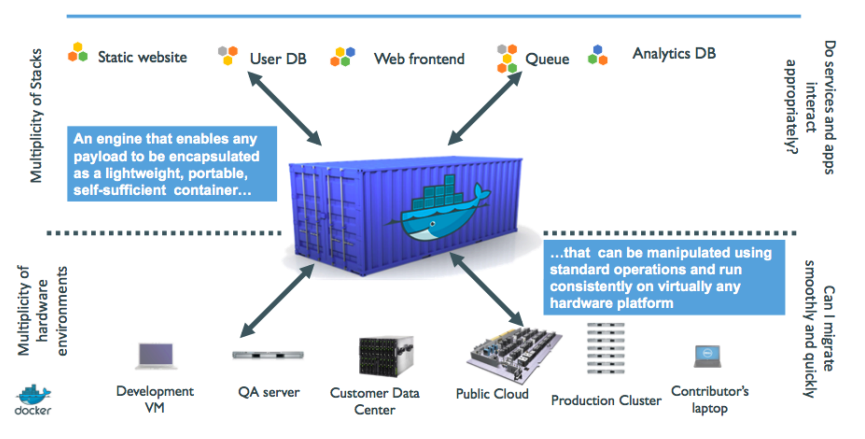 Static website
User DB
Web frontend
Queue
Analytics DB
Multiplicity of Stacks
Do services and apps
interact
appropriately?
An engine that enables any
payload to be encapsulated
as a lightweight, portable,
self-sufficient container…
…that can be manipulated using
standard operations and run
consistently on virtually any
hardware platform
Multiplicity of
hardware
environments
Can I migrate
smoothly and quickly
Development
VM
QA server
Customer Data
Center
Public Cloud
Production Cluster
Contributor’s
laptop
docker